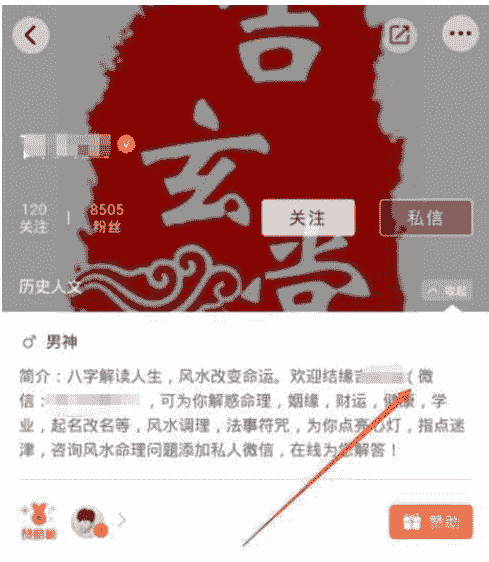 吉
玄
尚
120
8505
关注
粉丝
关注
私信
历史人文
收起
男神
简介：八字解读人生，风水改变命运。欢迎结缘（微
信：，可为你解惑命理，姻缘，财运，健康，学
业，起名改名等，风水调理，法事符咒，为你点亮心灯，指点迷
津，咨询风水命理问题添加私人微信，在线为您解答！
赞助